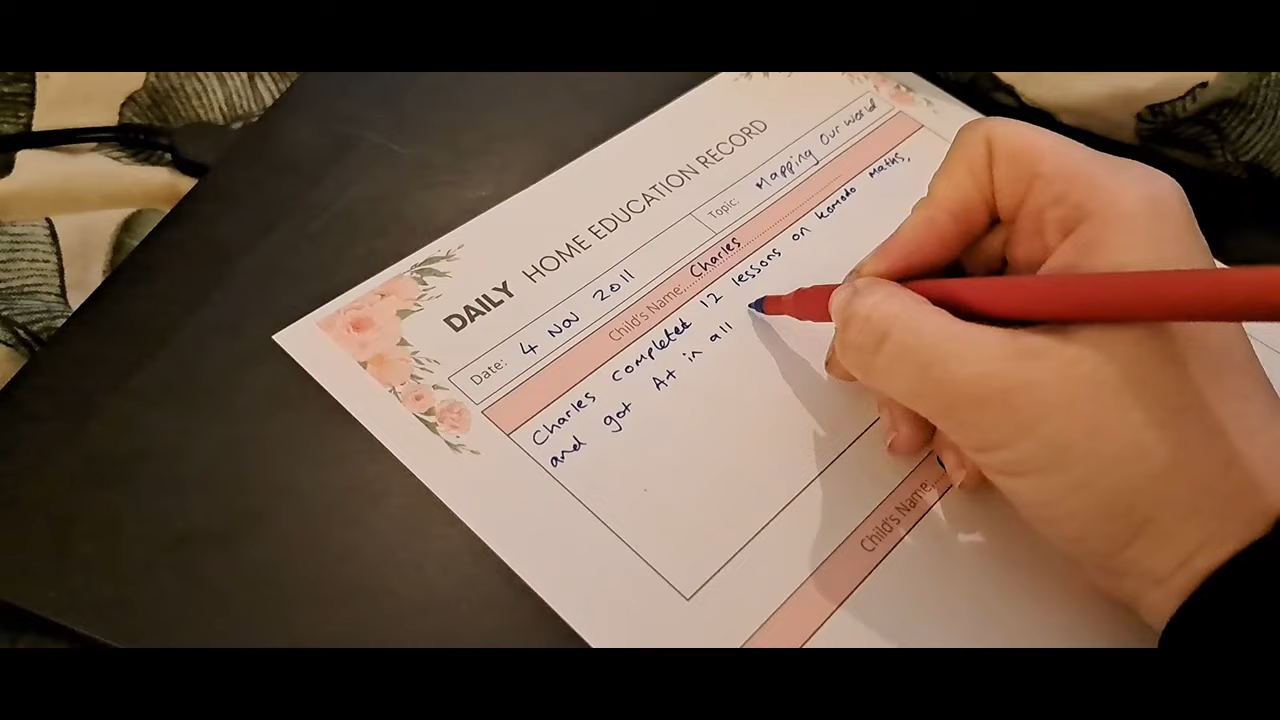 DAILY HOME EDUCATION RECORD
Date: 4 Nov 2011
Topic: Mapping Our World
Child's Name: Charles
Charles completed 12 lessons on komodo maths,
and got A+ in all
Child's Name: